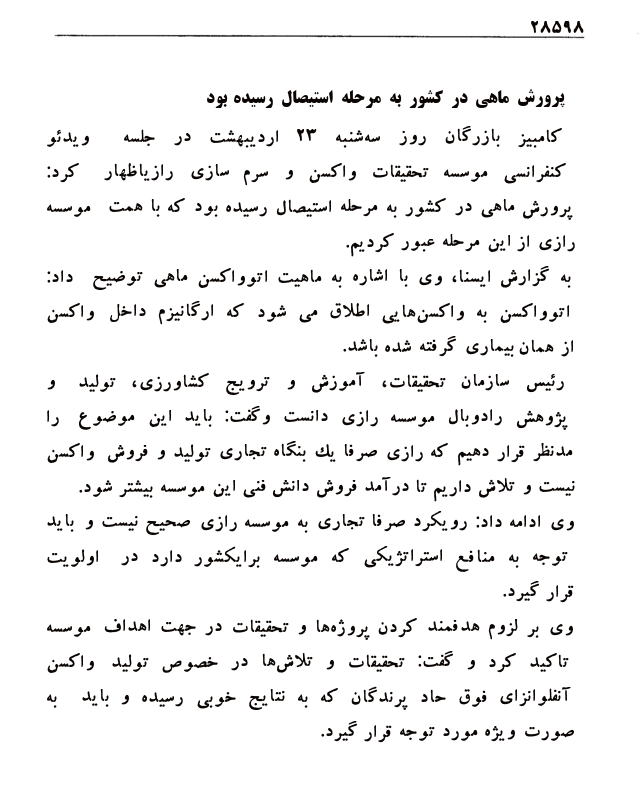 ۲۸۵۹۸
پرورش ماهی در کشور به مرحله استیصال رسیده بود
کامبیز بازرگان روز سه‌شنبه ۲۳ اردیبهشت در جلسه ویدئو
کنفرانسی موسسه تحقیقات واکسن و سرم سازی رازیاظهار کرد:
پرورش ماهی در کشور به مرحله استیصال رسیده بود که با همت موسسه
رازی از این مرحله عبور کردیم.
به گزارش ایسنا، وی با اشاره به ماهیت اتوواکسن ماهی توضیح داد:
اتوواکسن به واکسن‌هایی اطلاق می شود که ارگانیزم داخل واکسن
از همان بیماری گرفته شده باشد.
رئیس سازمان تحقیقات، آموزش و ترویج کشاورزی، تولید و
پژوهش رادوبال موسسه رازی دانست وگفت: باید این موضوع را
مدنظر قرار دهیم که رازی صرفا یك بنگاه تجاری تولید و فروش واکسن
نیست و تلاش داریم تا درآمد فروش دانش فنی این موسسه بیشتر شود.
وی ادامه داد: رویکرد صرفا تجاری به موسسه رازی صحیح نیست و باید
توجه به منافع استراتژیکی که موسسه برایکشور دارد در اولویت
قرار گیرد.
وی بر لزوم هدفمند کردن پروژه‌ها و تحقیقات در جهت اهداف موسسه
تاکید کرد و گفت: تحقیقات و تلاش‌ها در خصوص تولید واکسن
آنفلوانزای فوق حاد پرندگان که به نتایج خوبی رسیده و باید به
صورت ویژه مورد توجه قرار گیرد.